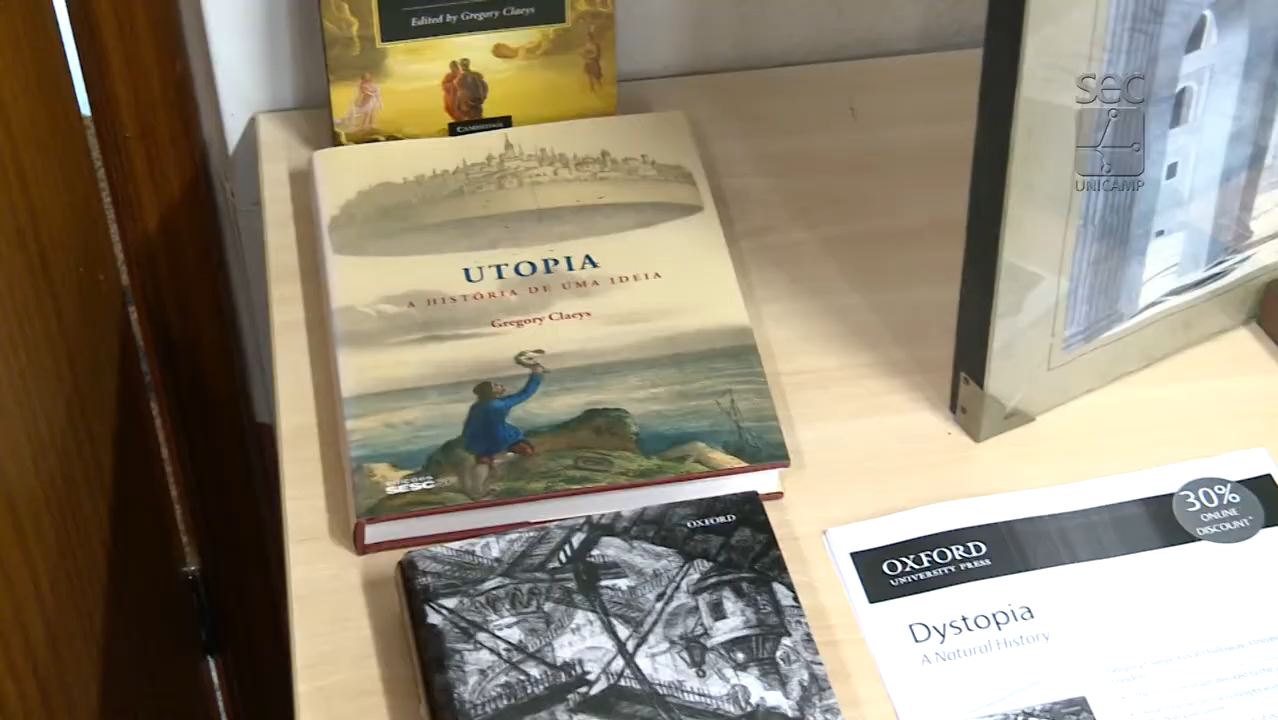 Edited by Gregory Claeys
CAMBRIDGE
UTOPIA
A HISTÓRIA DE UMA IDEIA
Gregory Claeys
edições
SESC
OXFORD
OXFORD
UNIVERSITY PRESS
30%
ONLINE
DISCOUNT*
Dystopia
A Natural History
sec
UNICAMP